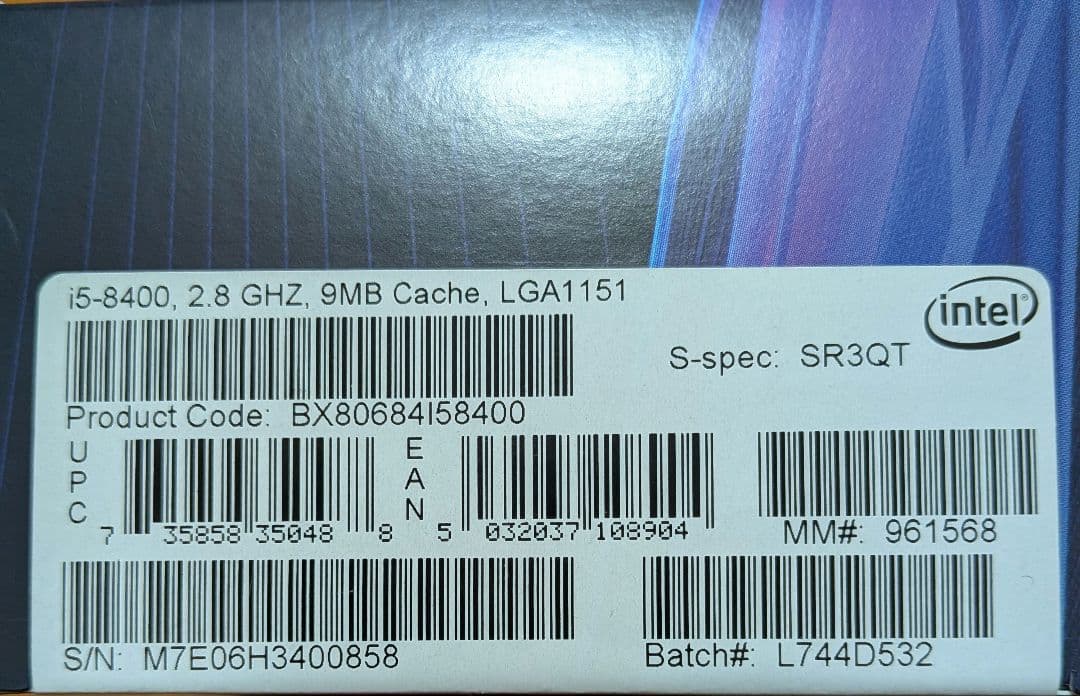 i5-8400, 2.8 GHZ, 9MB Cache, LGA1151
intel®
S-spec: SR3QT
Product Code: BX80684I58400
UPC
7 35858 35048 8
EAN
5 032037 108904
MM#: 961568
S/N: M7E06H3400858
Batch#: L744D532